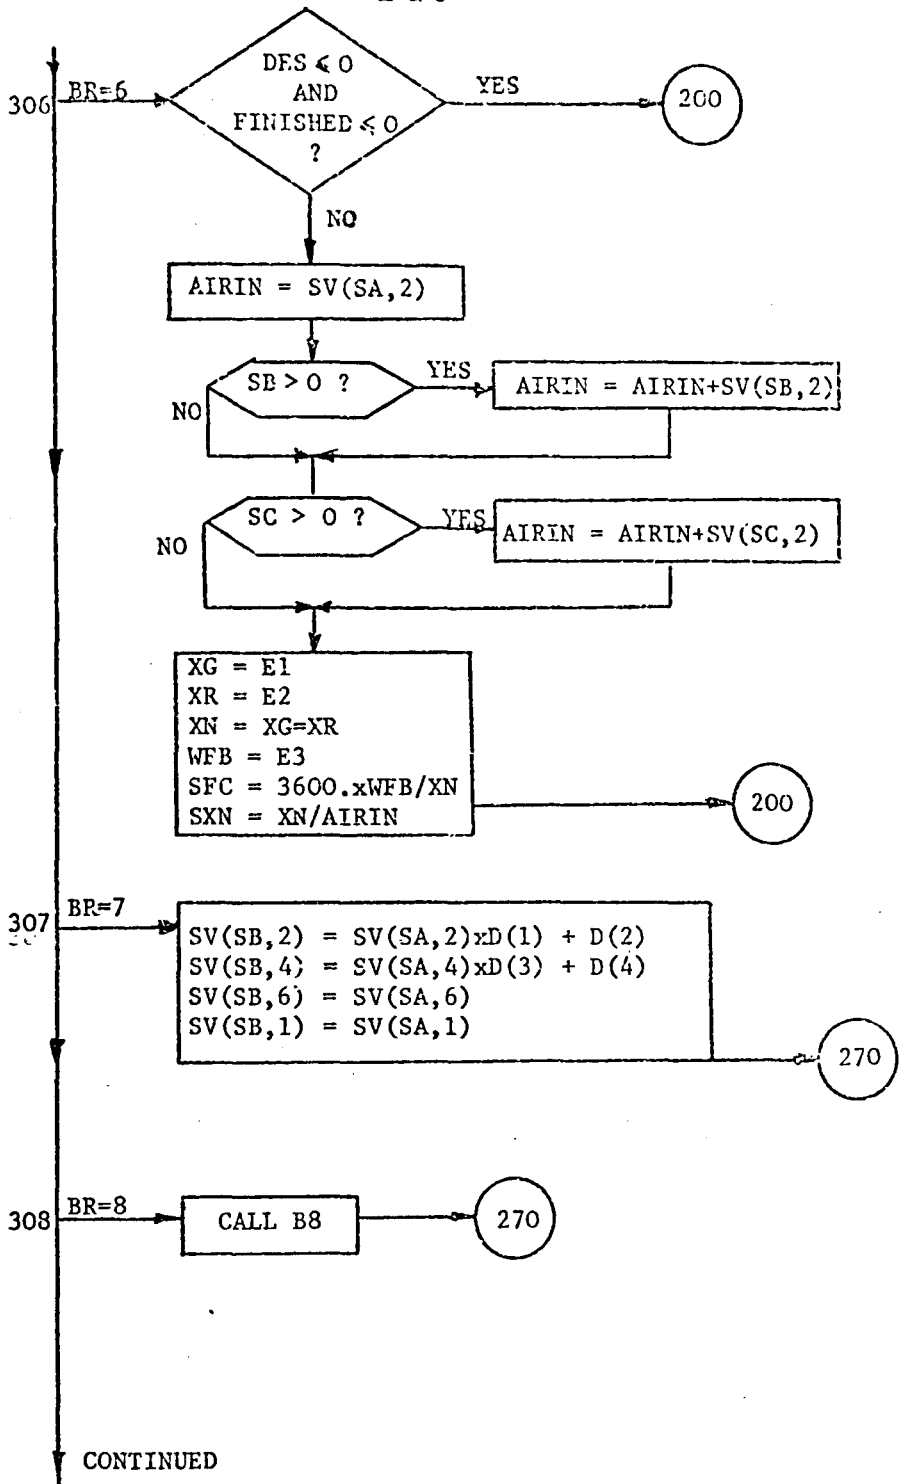 DES ⩽ 0
AND
FINISHED ⩽ 0
?
306
BR=6
YES
200
NO
AIRIN = SV(SA,2)
SB > 0 ?
YES
AIRIN = AIRIN+SV(SB,2)
NO
SC > 0 ?
YES
AIRIN = AIRIN+SV(SC,2)
NO
XG = E1
XR = E2
XN = XG=XR
WFB = E3
SFC = 3600.xWFB/XN
SXN = XN/AIRIN
200
307
BR=7
SV(SB,2) = SV(SA,2)xD(1) + D(2)
SV(SB,4) = SV(SA,4)xD(3) + D(4)
SV(SB,6) = SV(SA,6)
SV(SB,1) = SV(SA,1)
270
308
BR=8
CALL B8
270
CONTINUED